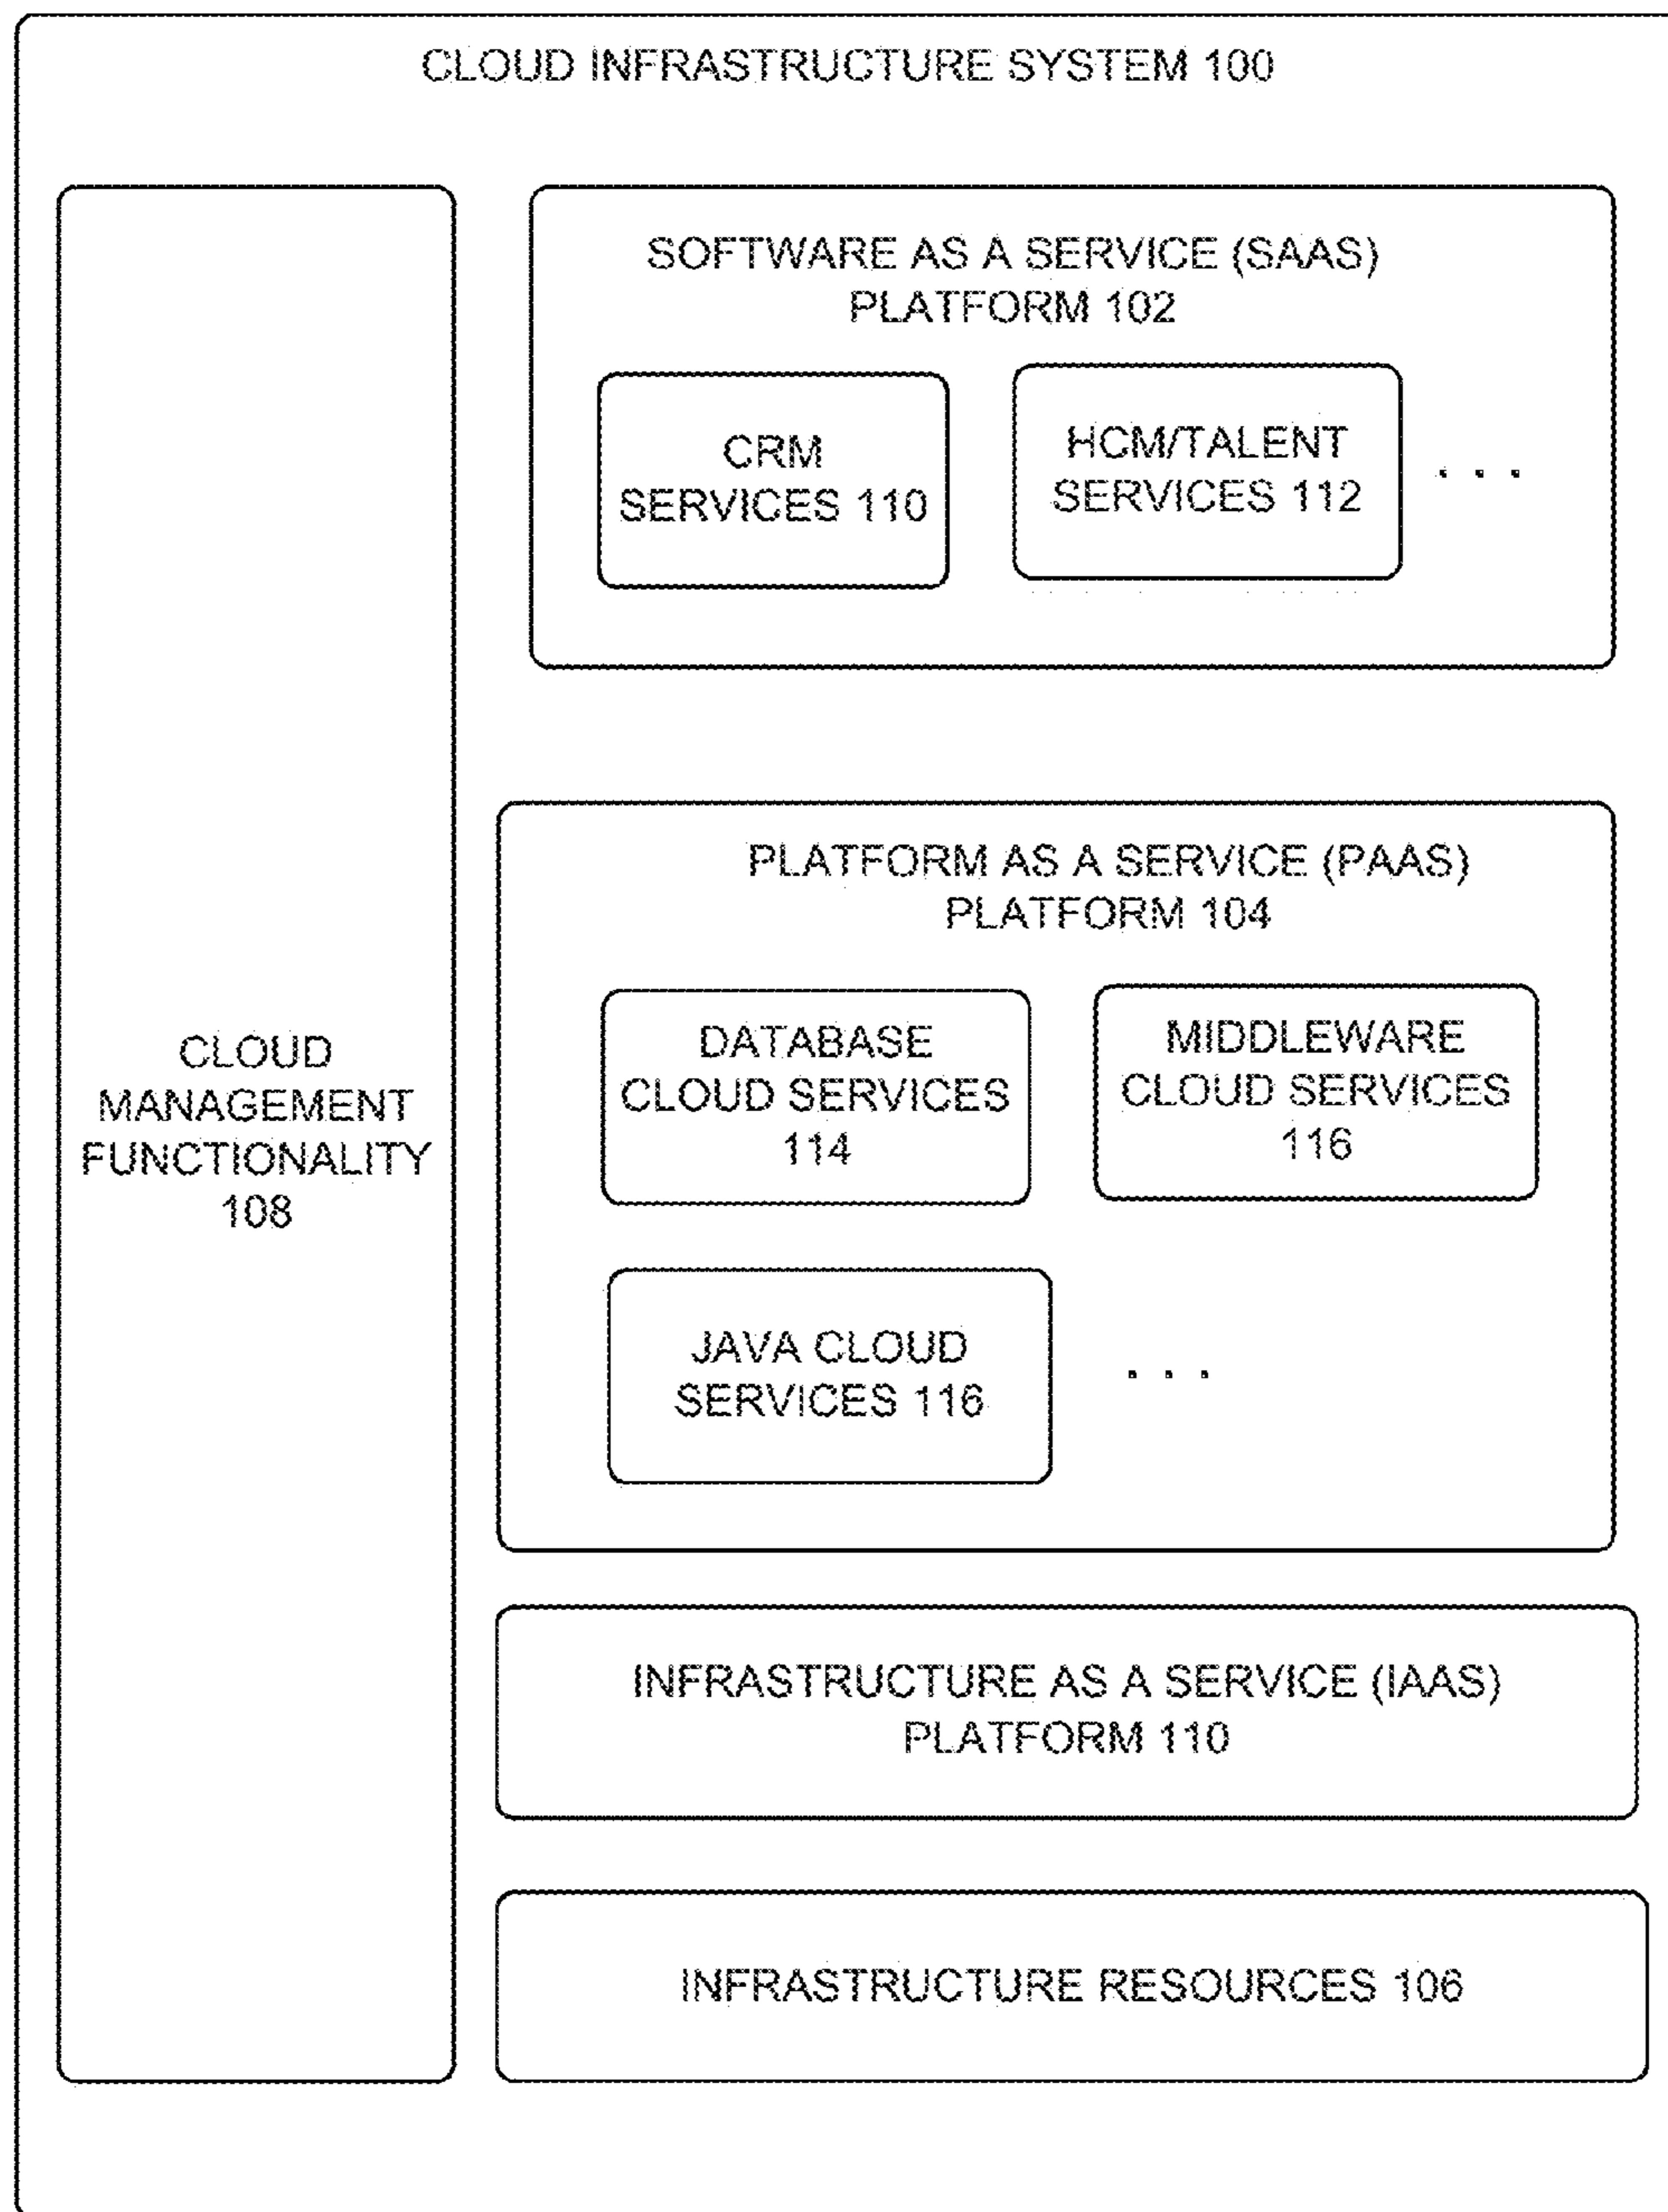 CLOUD INFRASTRUCTURE SYSTEM 100
SOFTWARE AS A SERVICE (SAAS)
PLATFORM 102
CRM
SERVICES 110
HCM/TALENT
SERVICES 112
. . .
CLOUD
MANAGEMENT
FUNCTIONALITY
108
PLATFORM AS A SERVICE (PAAS)
PLATFORM 104
DATABASE
CLOUD SERVICES
114
MIDDLEWARE
CLOUD SERVICES
116
JAVA CLOUD
SERVICES 116
. . .
INFRASTRUCTURE AS A SERVICE (IAAS)
PLATFORM 110
INFRASTRUCTURE RESOURCES 106